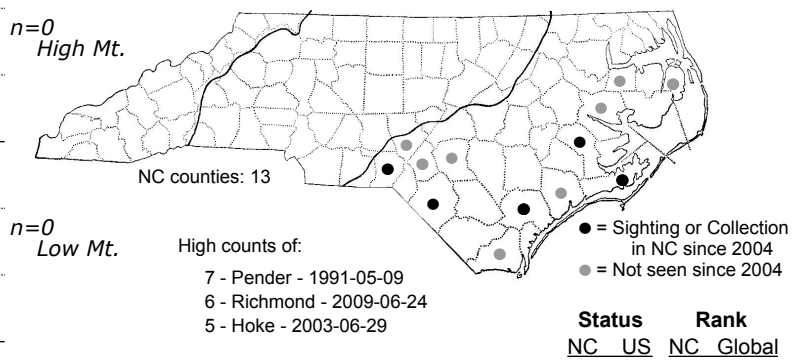 n=0
High Mt.
NC counties: 13
n=0
Low Mt.
High counts of:
7 - Pender - 1991-05-09
6 - Richmond - 2009-06-24
5 - Hoke - 2003-06-29
= Sighting or Collection
in NC since 2004
= Not seen since 2004
Status Rank
NC US NC Global